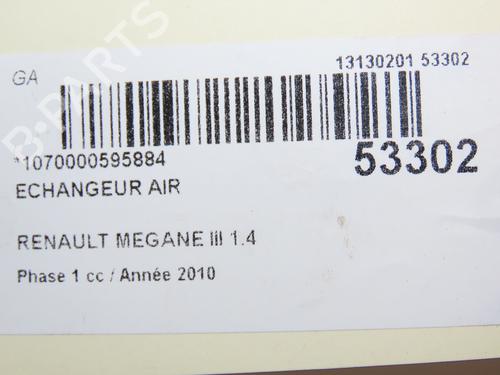 GA
13130201 53302
*1070000595884
53302
ECHANGEUR AIR
RENAULT MEGANE III 1.4
Phase 1 cc / Année 2010
B-PARTS